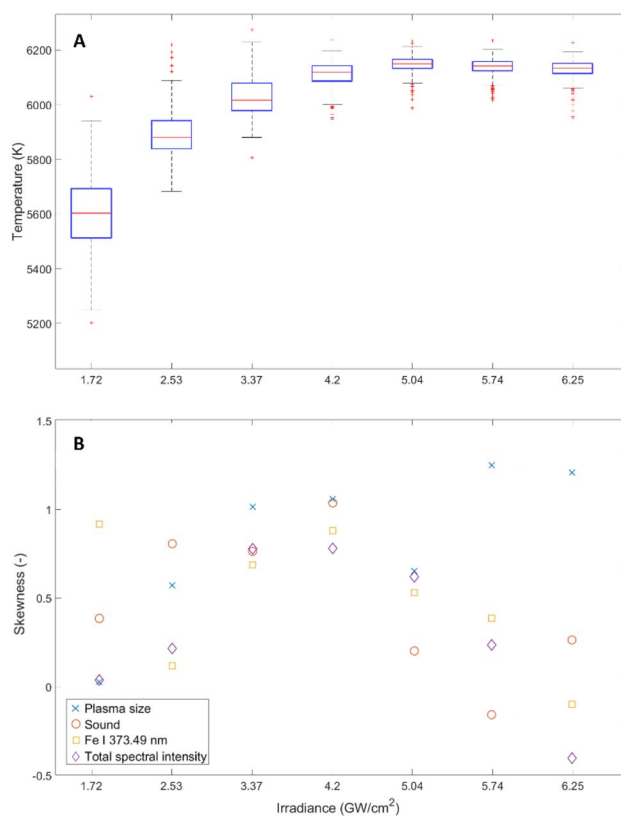 A
6200
6000
5800
5600
5400
5200
Temperature (K)
1.72 2.53 3.37 4.2 5.04 5.74 6.25
B
1.5
1
0.5
0
-0.5
Skewness (-)
Plasma size
Sound
Fe I 373.49 nm
Total spectral intensity
1.72 2.53 3.37 4.2 5.04 5.74 6.25
Irradiance (GW/cm²)